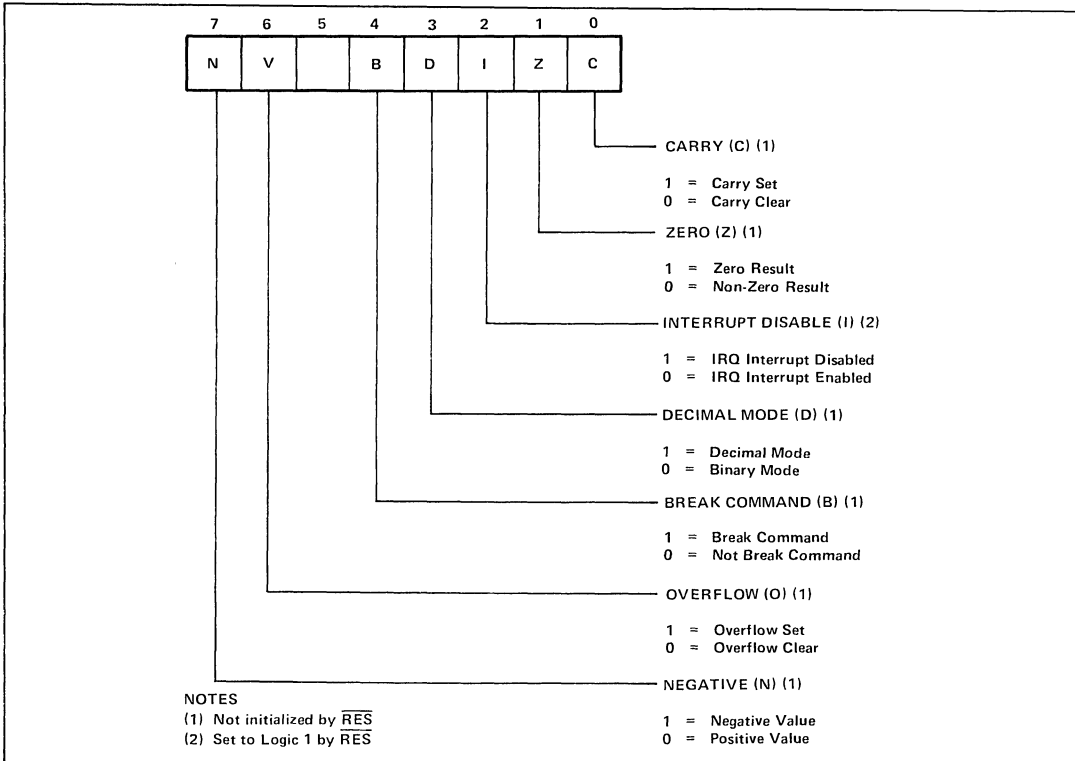 7 6 5 4 3 2 1 0
N V B D I Z C
CARRY (C) (1)
1 = Carry Set
0 = Carry Clear
ZERO (Z) (1)
1 = Zero Result
0 = Non-Zero Result
INTERRUPT DISABLE (I) (2)
1 = IRQ Interrupt Disabled
0 = IRQ Interrupt Enabled
DECIMAL MODE (D) (1)
1 = Decimal Mode
0 = Binary Mode
BREAK COMMAND (B) (1)
1 = Break Command
0 = Not Break Command
OVERFLOW (O) (1)
1 = Overflow Set
0 = Overflow Clear
NEGATIVE (N) (1)
1 = Negative Value
0 = Positive Value
NOTES
(1) Not initialized by R̅E̅S̅
(2) Set to Logic 1 by R̅E̅S̅